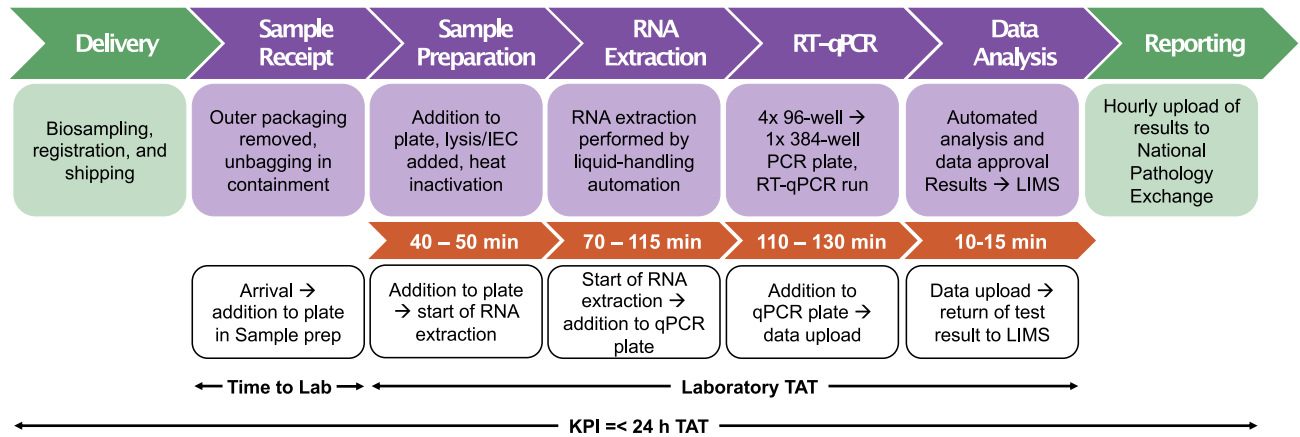 Delivery
Sample
Receipt
Sample
Preparation
RNA
Extraction
RT-qPCR
Data
Analysis
Reporting
Biosampling,
registration, and
shipping
Outer packaging
removed,
unbagging in
containment
Addition to
plate, lysis/IEC
added, heat
inactivation
RNA extraction
performed by
liquid-handling
automation
4x 96-well →
1x 384-well
PCR plate,
RT-qPCR run
Automated
analysis and
data approval
Results → LIMS
Hourly upload of
results to
National
Pathology
Exchange
40 – 50 min
70 – 115 min
110 – 130 min
10-15 min
Arrival →
addition to plate
in Sample prep
Addition to plate
→ start of RNA
extraction
Start of RNA
extraction →
addition to qPCR
plate
Addition to
qPCR plate →
data upload
Data upload →
return of test
result to LIMS
Time to Lab
Laboratory TAT
KPI =< 24 h TAT